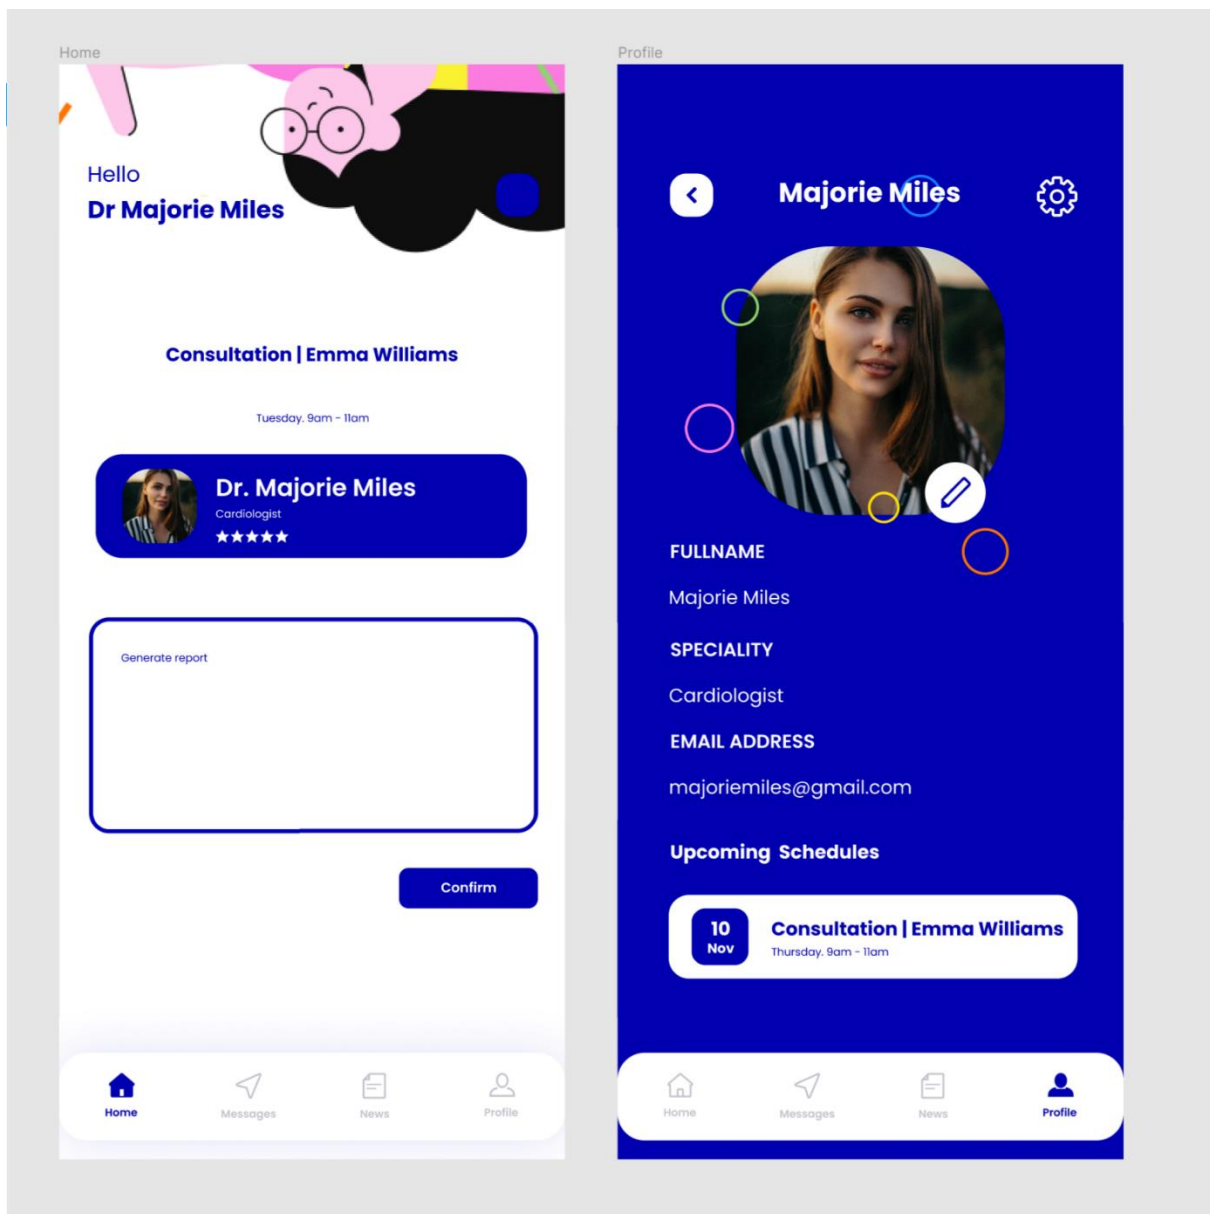 Home
Hello
Dr Majorie Miles
Consultation | Emma Williams
Tuesday. 9am - 11am
Dr. Majorie Miles
Cardiologist
Generate report
Confirm
Home
Messages
News
Profile
Profile
Majorie Miles
FULLNAME
Majorie Miles
SPECIALITY
Cardiologist
EMAIL ADDRESS
majoriemiles@gmail.com
Upcoming Schedules
10
Nov
Consultation | Emma Williams
Thursday. 9am - 11am
Home
Messages
News
Profile